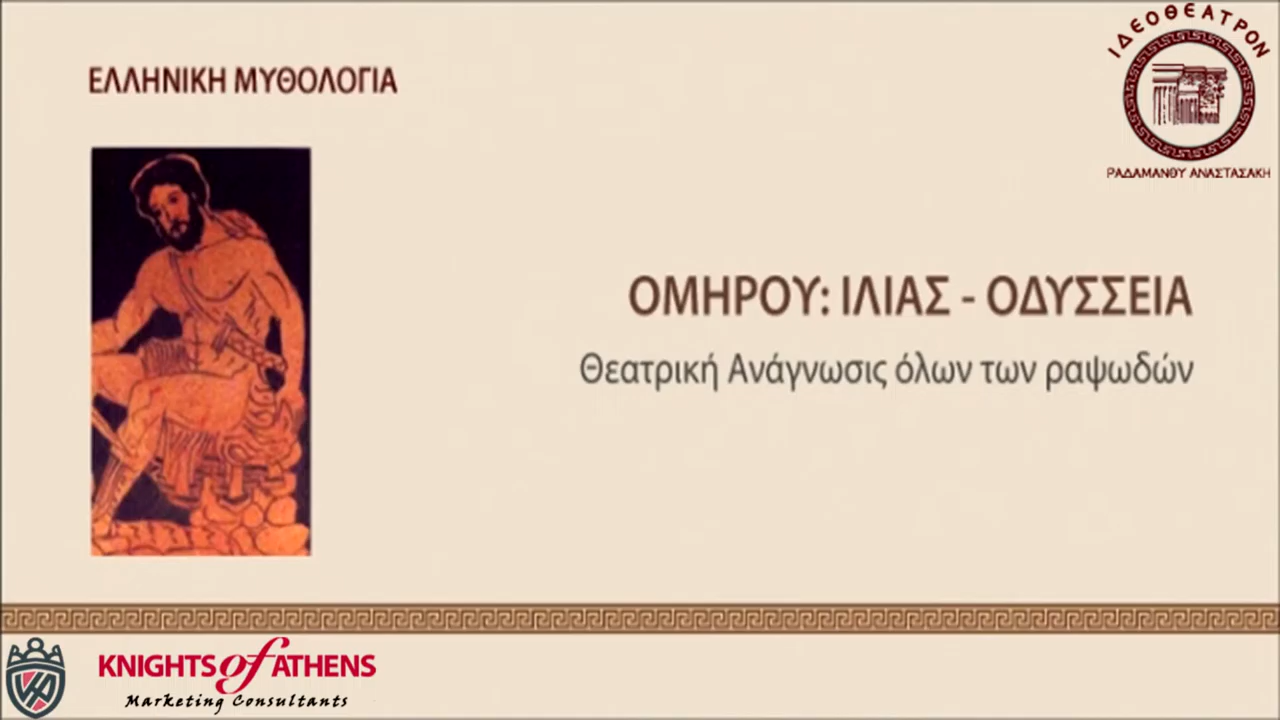 ΙΔΕΟΘΕΑΤΡΟΝ
ΕΛΛΗΝΙΚΗ ΜΥΘΟΛΟΓΙΑ
ΡΑΔΑΜΑΝΘΥ ΑΝΑΣΤΑΣΑΚΗ
ΟΜΗΡΟΥ: ΙΛΙΑΣ - ΟΔΥΣΣΕΙΑ
Θεατρική Ανάγνωσις όλων των ραψωδών
KNIGHTS of ATHENS
Marketing Consultants